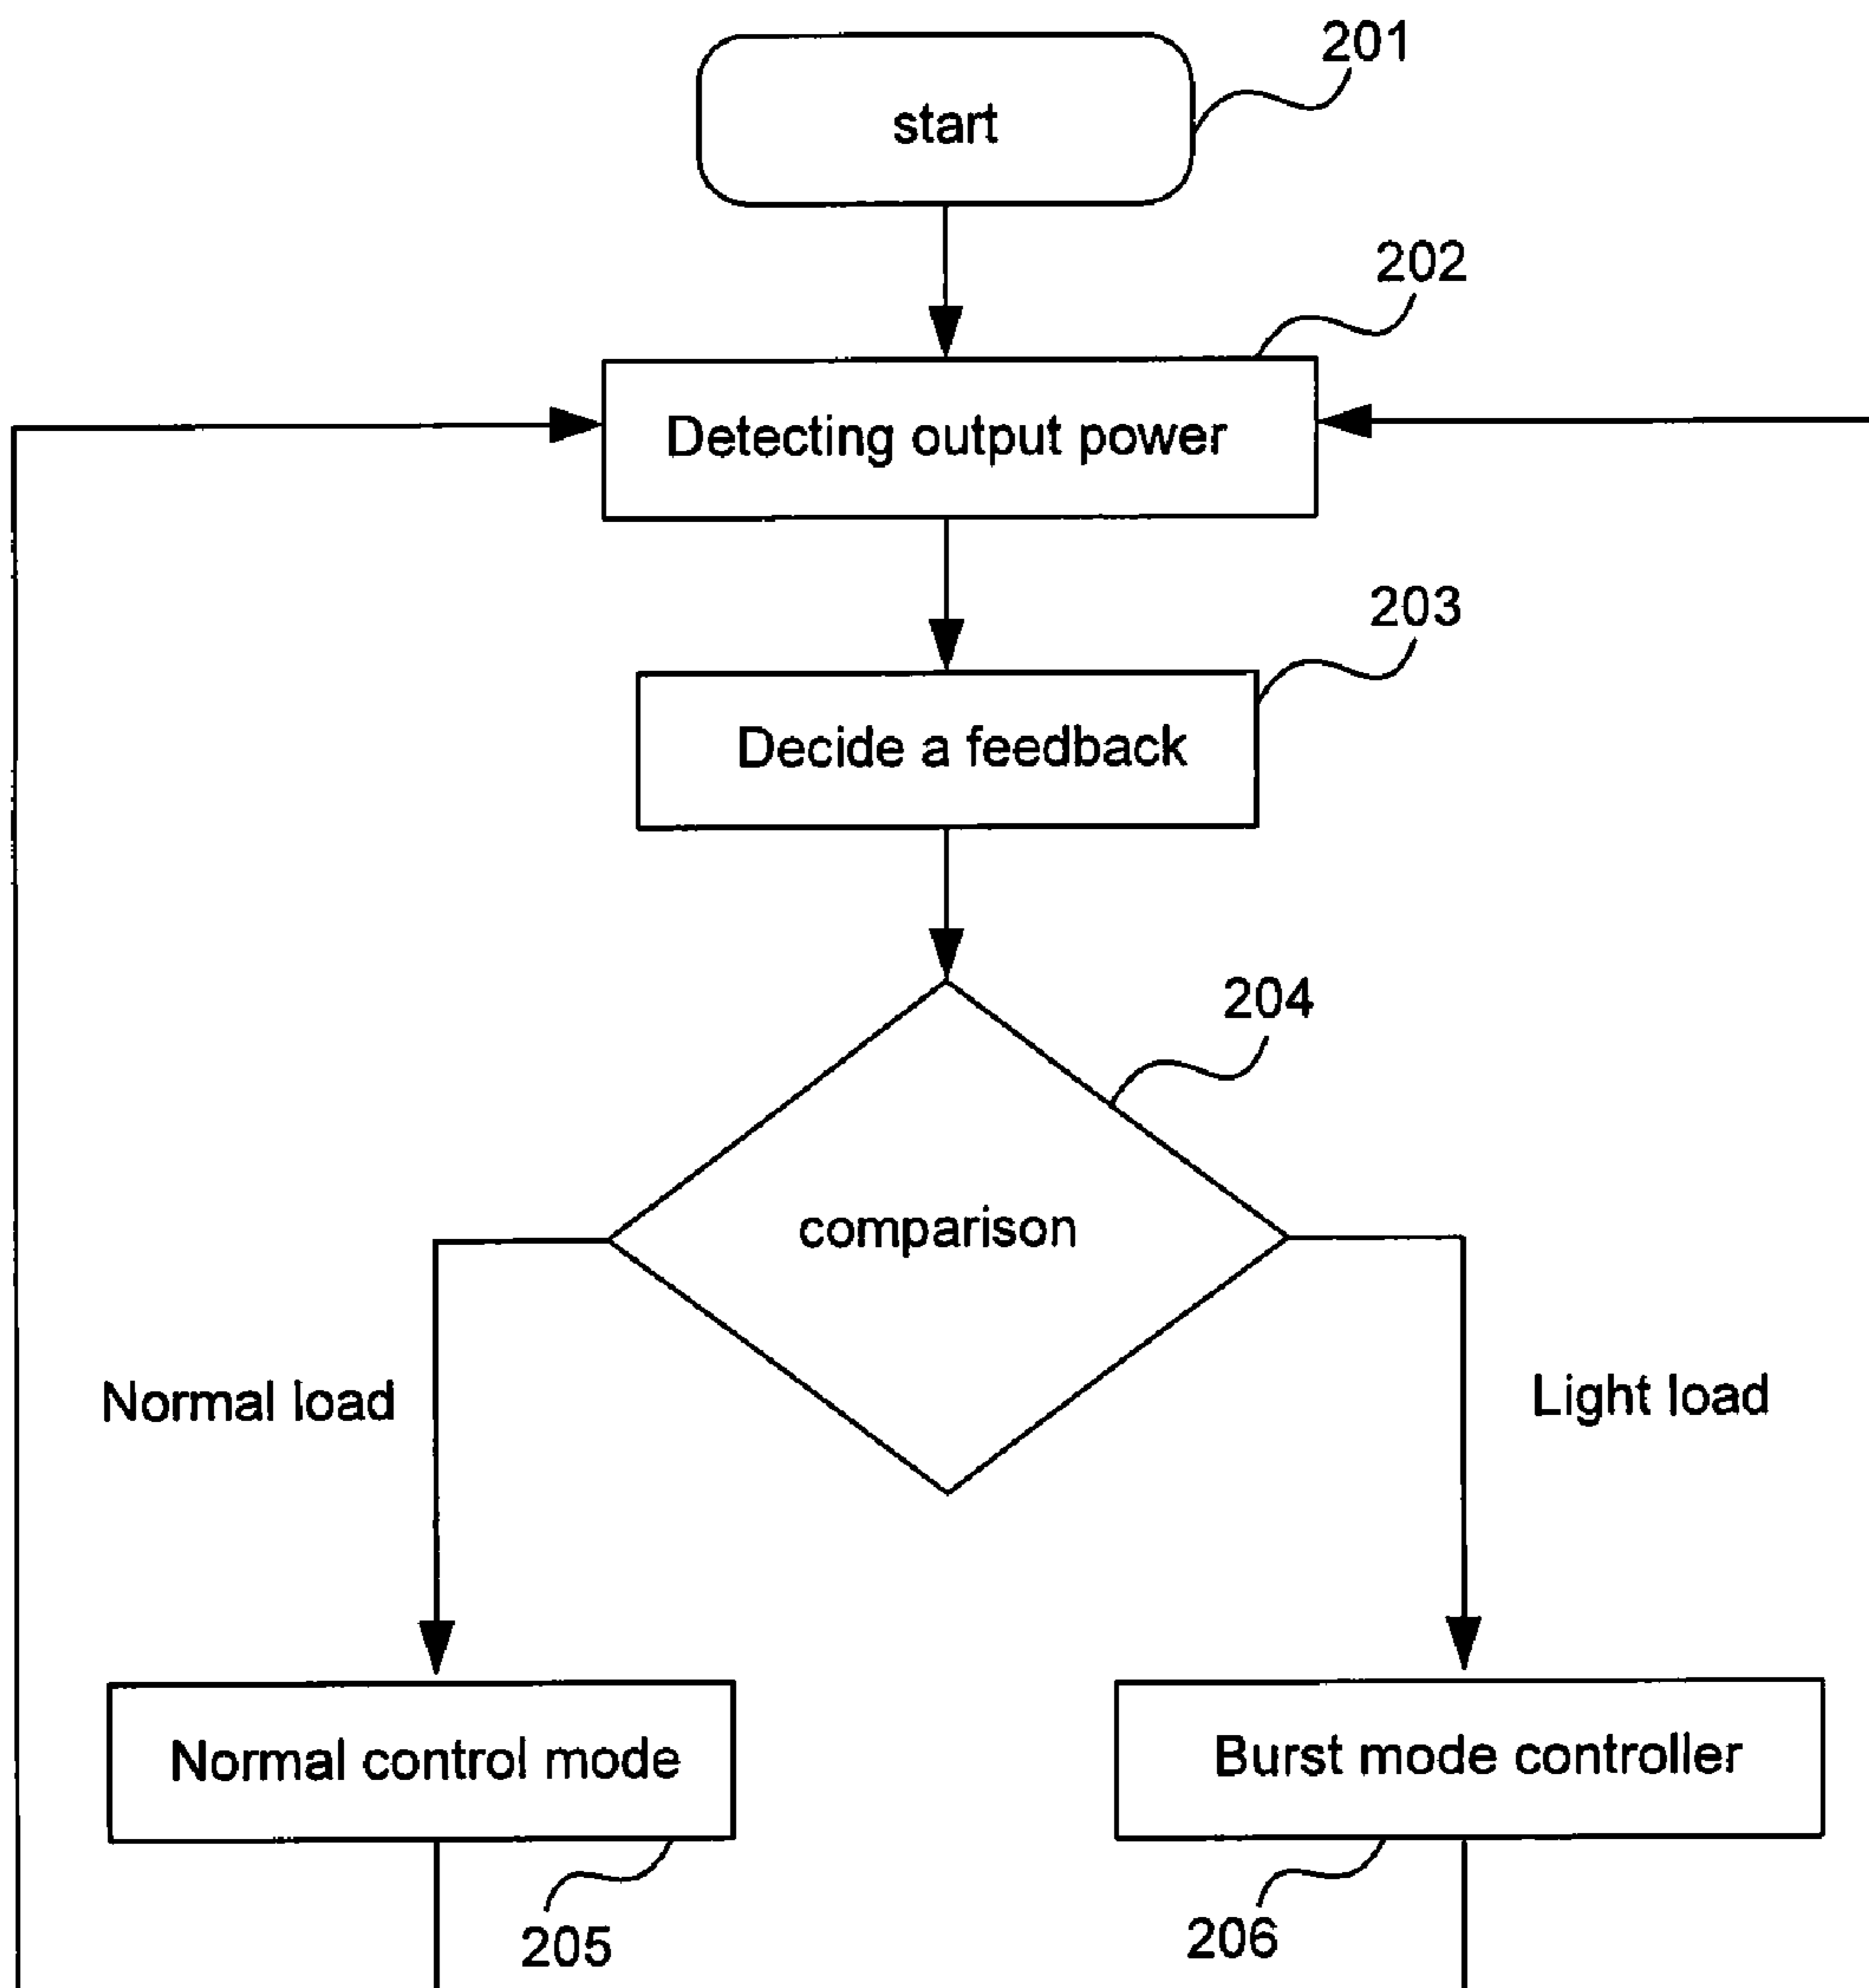 start
201
202
Detecting output power
203
Decide a feedback
204
comparison
Normal load
Light load
Normal control mode
Burst mode controller
205
206